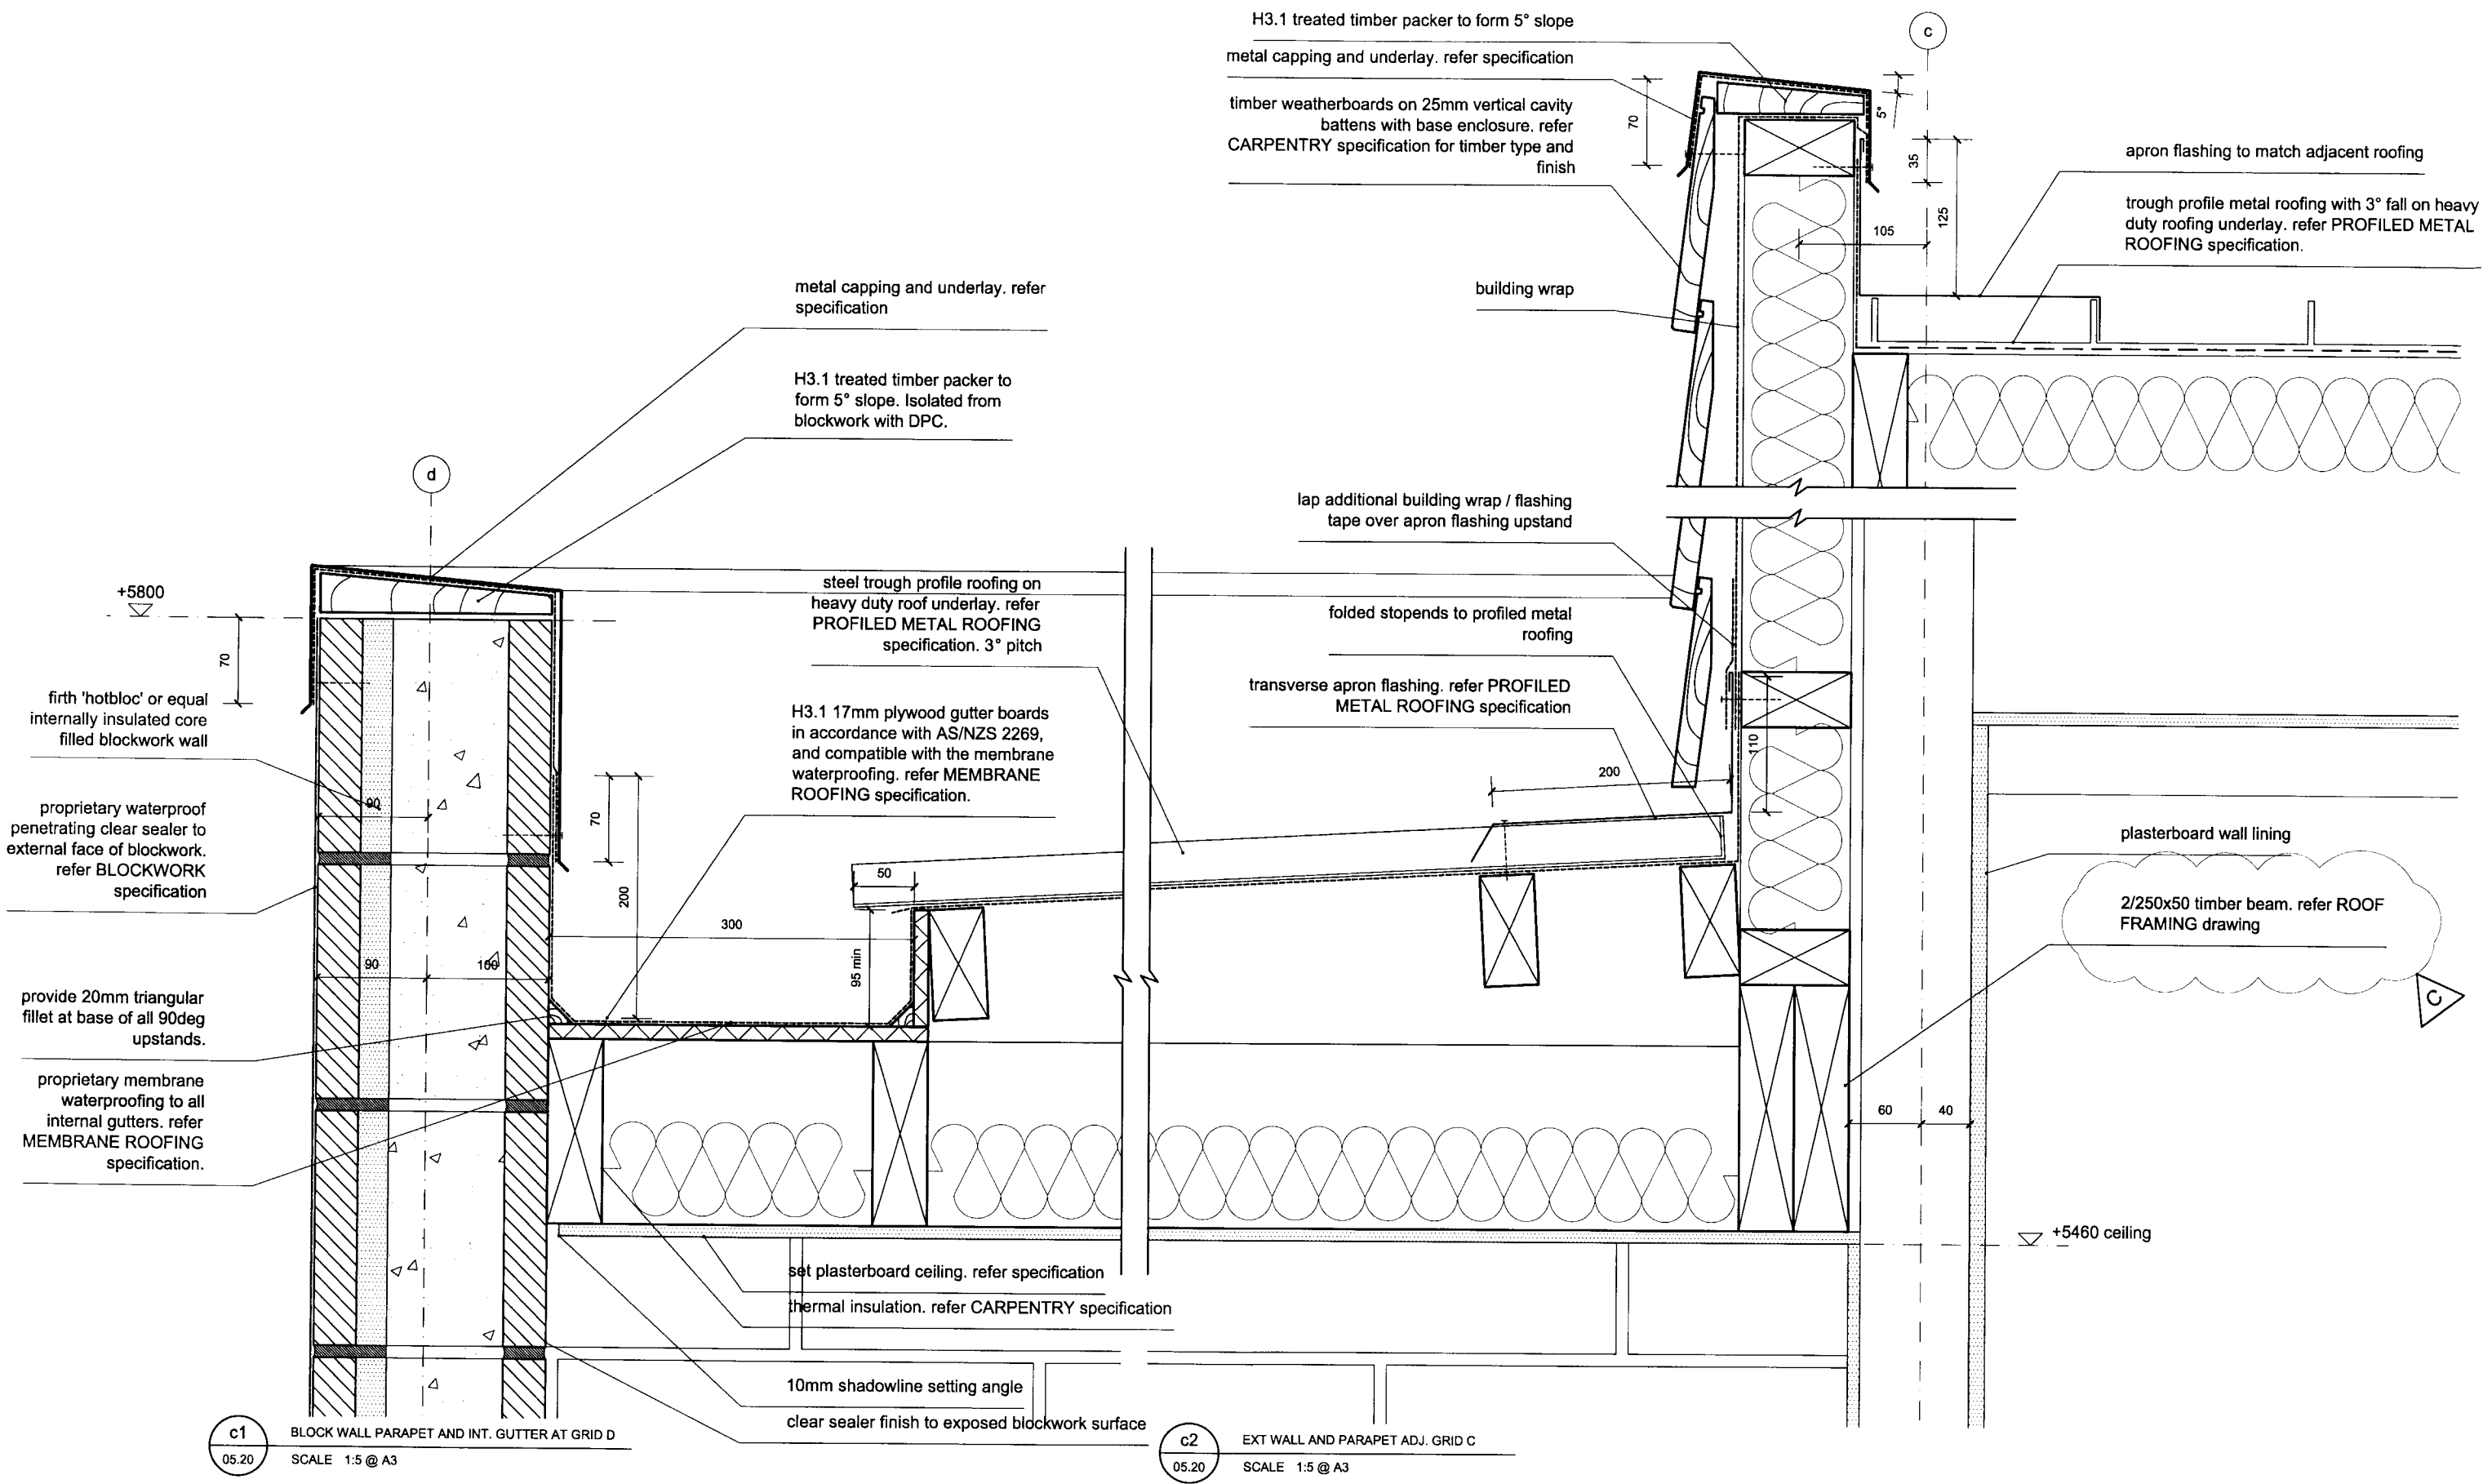 H3.1 treated timber packer to form 5° slope
metal capping and underlay. refer specification
timber weatherboards on 25mm vertical cavity
battens with base enclosure. refer
CARPENTRY specification for timber type and
finish
building wrap
c
70
5°
35
125
105
apron flashing to match adjacent roofing
trough profile metal roofing with 3° fall on heavy
duty roofing underlay. refer PROFILED METAL
ROOFING specification.
metal capping and underlay. refer
specification
H3.1 treated timber packer to
form 5° slope. Isolated from
blockwork with DPC.
d
+5800
70
firth 'hotbloc' or equal
internally insulated core
filled blockwork wall
proprietary waterproof
penetrating clear sealer to
external face of blockwork.
refer BLOCKWORK
specification
provide 20mm triangular
fillet at base of all 90deg
upstands.
proprietary membrane
waterproofing to all
internal gutters. refer
MEMBRANE ROOFING
specification.
90
90
100
70
200
300
50
95 min
steel trough profile roofing on
heavy duty roof underlay. refer
PROFILED METAL ROOFING
specification. 3° pitch
H3.1 17mm plywood gutter boards
in accordance with AS/NZS 2269,
and compatible with the membrane
waterproofing. refer MEMBRANE
ROOFING specification.
lap additional building wrap / flashing
tape over apron flashing upstand
folded stopends to profiled metal
roofing
transverse apron flashing. refer PROFILED
METAL ROOFING specification
200
110
plasterboard wall lining
2/250x50 timber beam. refer ROOF
FRAMING drawing
C
60
40
+5460 ceiling
set plasterboard ceiling. refer specification
thermal insulation. refer CARPENTRY specification
10mm shadowline setting angle
clear sealer finish to exposed blockwork surface
c1
05.20
BLOCK WALL PARAPET AND INT. GUTTER AT GRID D
SCALE 1:5 @ A3
c2
05.20
EXT WALL AND PARAPET ADJ. GRID C
SCALE 1:5 @ A3